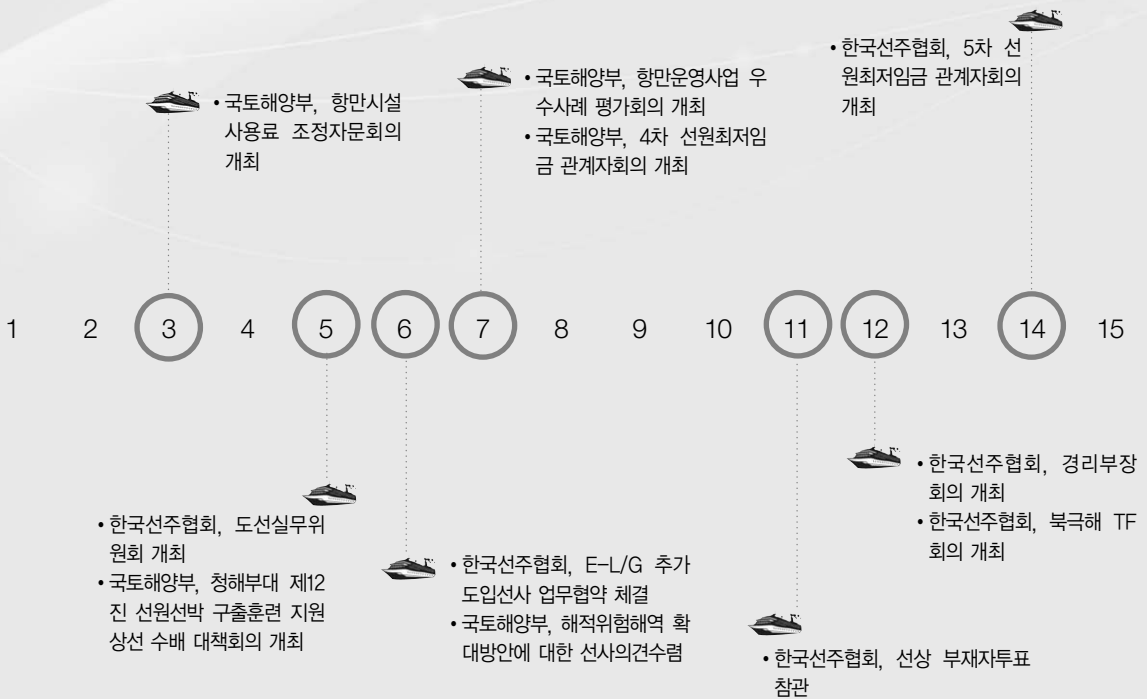 • 국토해양부, 항만시설
사용료 조정자문회의
개최
• 국토해양부, 항만운영사업 우
수사례 평가회의 개최
• 국토해양부, 4차 선원최저임
금 관계자회의 개최
• 한국선주협회, 5차 선
원최저임금 관계자회의
개최
1 2 3 4 5 6 7 8 9 10 11 12 13 14 15
• 한국선주협회, 도선실무위
원회 개최
• 국토해양부, 청해부대 제12
진 선원선박 구출훈련 지원
상선 수배 대책회의 개최
• 한국선주협회, E-L/G 추가
도입선사 업무협약 체결
• 국토해양부, 해적위험해역 확
대방안에 대한 선사의견수렴
• 한국선주협회, 선상 부재자투표
참관
• 한국선주협회, 경리부장
회의 개최
• 한국선주협회, 북극해 TF
회의 개최